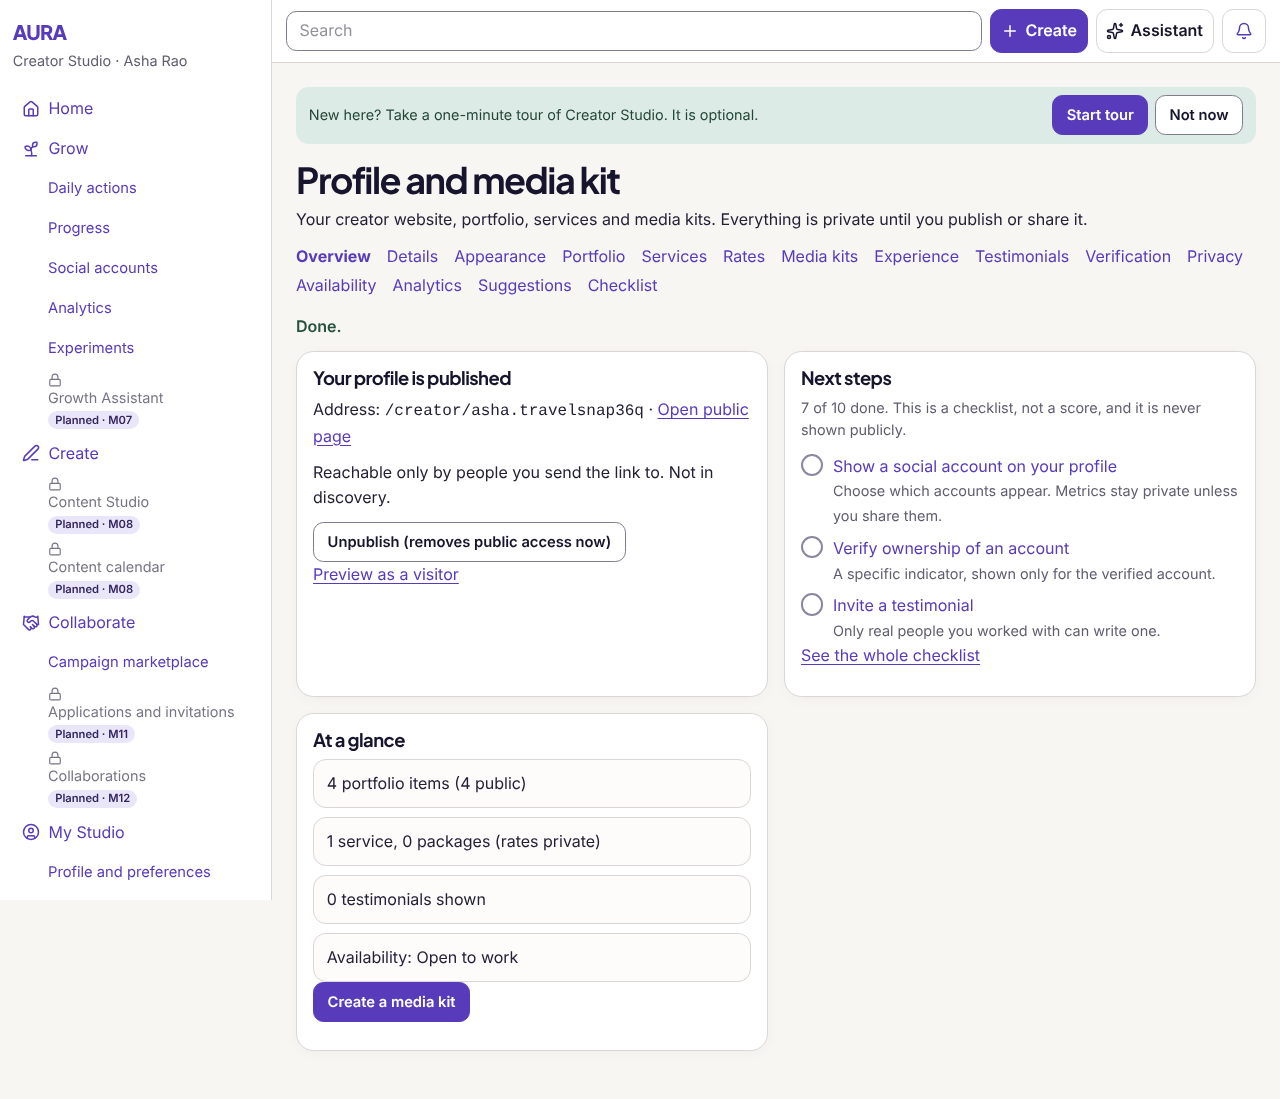 AURA
Creator Studio · Asha Rao
Home
Grow
Daily actions
Progress
Social accounts
Analytics
Experiments
Growth Assistant
Planned · M07
Create
Content Studio
Planned · M08
Content calendar
Planned · M08
Collaborate
Campaign marketplace
Applications and invitations
Planned · M11
Collaborations
Planned · M12
My Studio
Profile and preferences
Search
Create
Assistant
New here? Take a one-minute tour of Creator Studio. It is optional.
Start tour
Not now
Profile and media kit
Your creator website, portfolio, services and media kits. Everything is private until you publish or share it.
Overview Details Appearance Portfolio Services Rates Media kits Experience Testimonials Verification Privacy
Availability Analytics Suggestions Checklist
Done.
Your profile is published
Address: /creator/asha.travelsnap36q · Open public
page
Reachable only by people you send the link to. Not in
discovery.
Unpublish (removes public access now)
Preview as a visitor
Next steps
7 of 10 done. This is a checklist, not a score, and it is never
shown publicly.
Show a social account on your profile
Choose which accounts appear. Metrics stay private unless
you share them.
Verify ownership of an account
A specific indicator, shown only for the verified account.
Invite a testimonial
Only real people you worked with can write one.
See the whole checklist
At a glance
4 portfolio items (4 public)
1 service, 0 packages (rates private)
0 testimonials shown
Availability: Open to work
Create a media kit